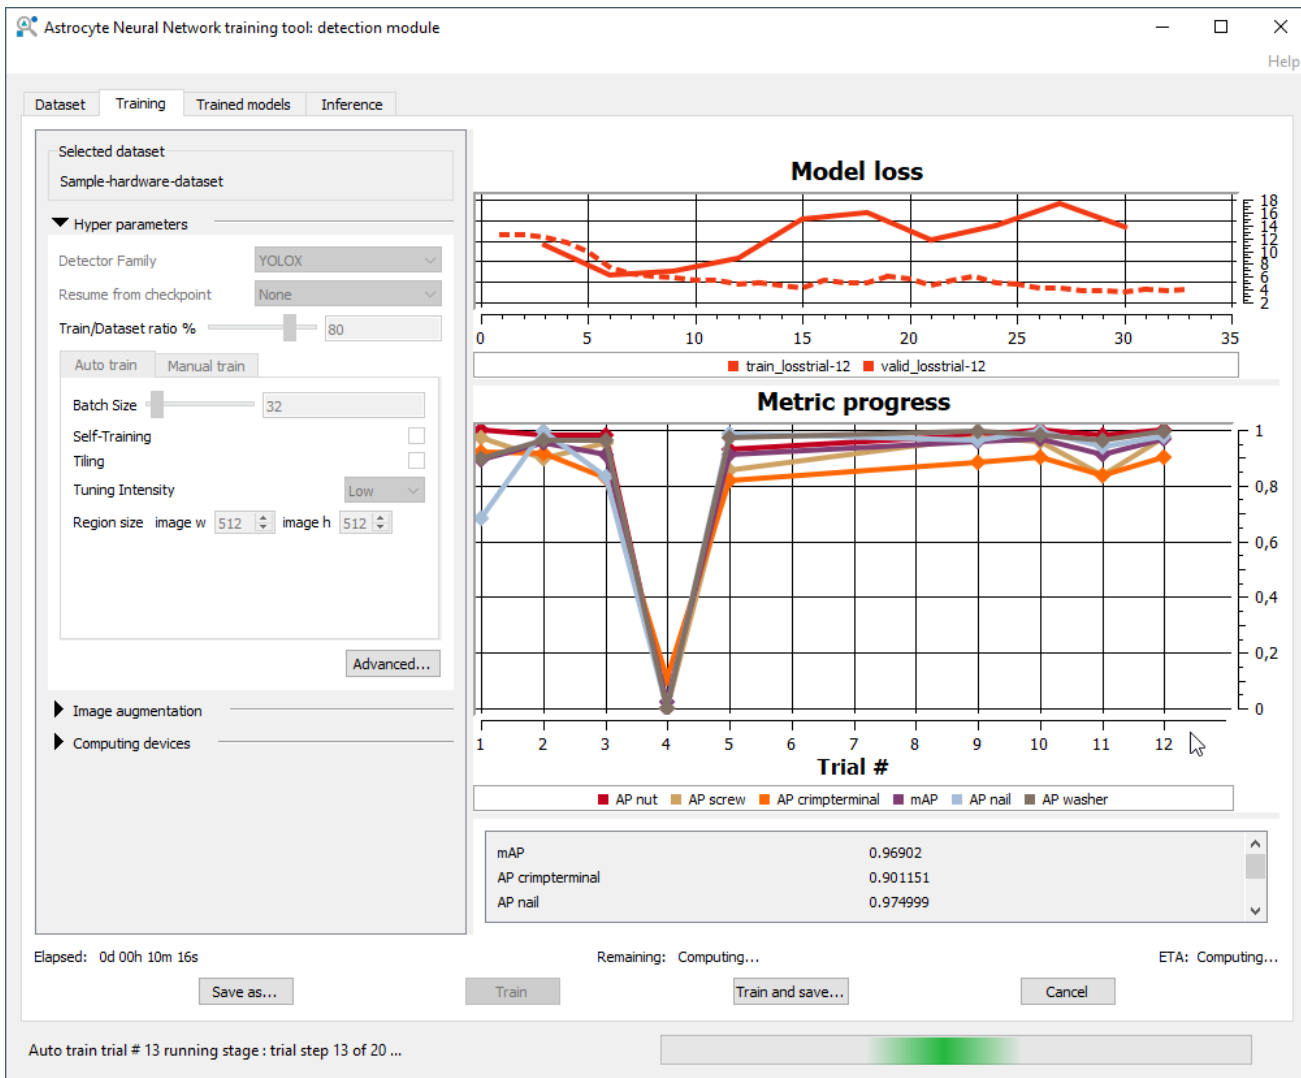 Astrocyte Neural Network training tool: detection module
Help
Dataset Training Trained models Inference
Selected dataset
Sample-hardware-dataset
Hyper parameters
Detector Family YOLOX
Resume from checkpoint None
Train/Dataset ratio % 80
Auto train Manual train
Batch Size 32
Self-Training
Tiling
Tuning Intensity Low
Region size image w 512 image h 512
Advanced...
Image augmentation
Computing devices
Model loss
18
16
14
12
10
8
6
4
2
0 5 10 15 20 25 30 35
train_losstrial-12 valid_losstrial-12
Metric progress
1
0,8
0,6
0,4
0,2
0
1 2 3 4 5 6 7 8 9 10 11 12
Trial #
AP nut AP screw AP crimpterminal mAP AP nail AP washer
mAP 0.96902
AP crimpterminal 0.901151
AP nail 0.974999
Elapsed: 0d 00h 10m 16s Remaining: Computing... ETA: Computing...
Save as... Train Train and save... Cancel
Auto train trial # 13 running stage : trial step 13 of 20 ...